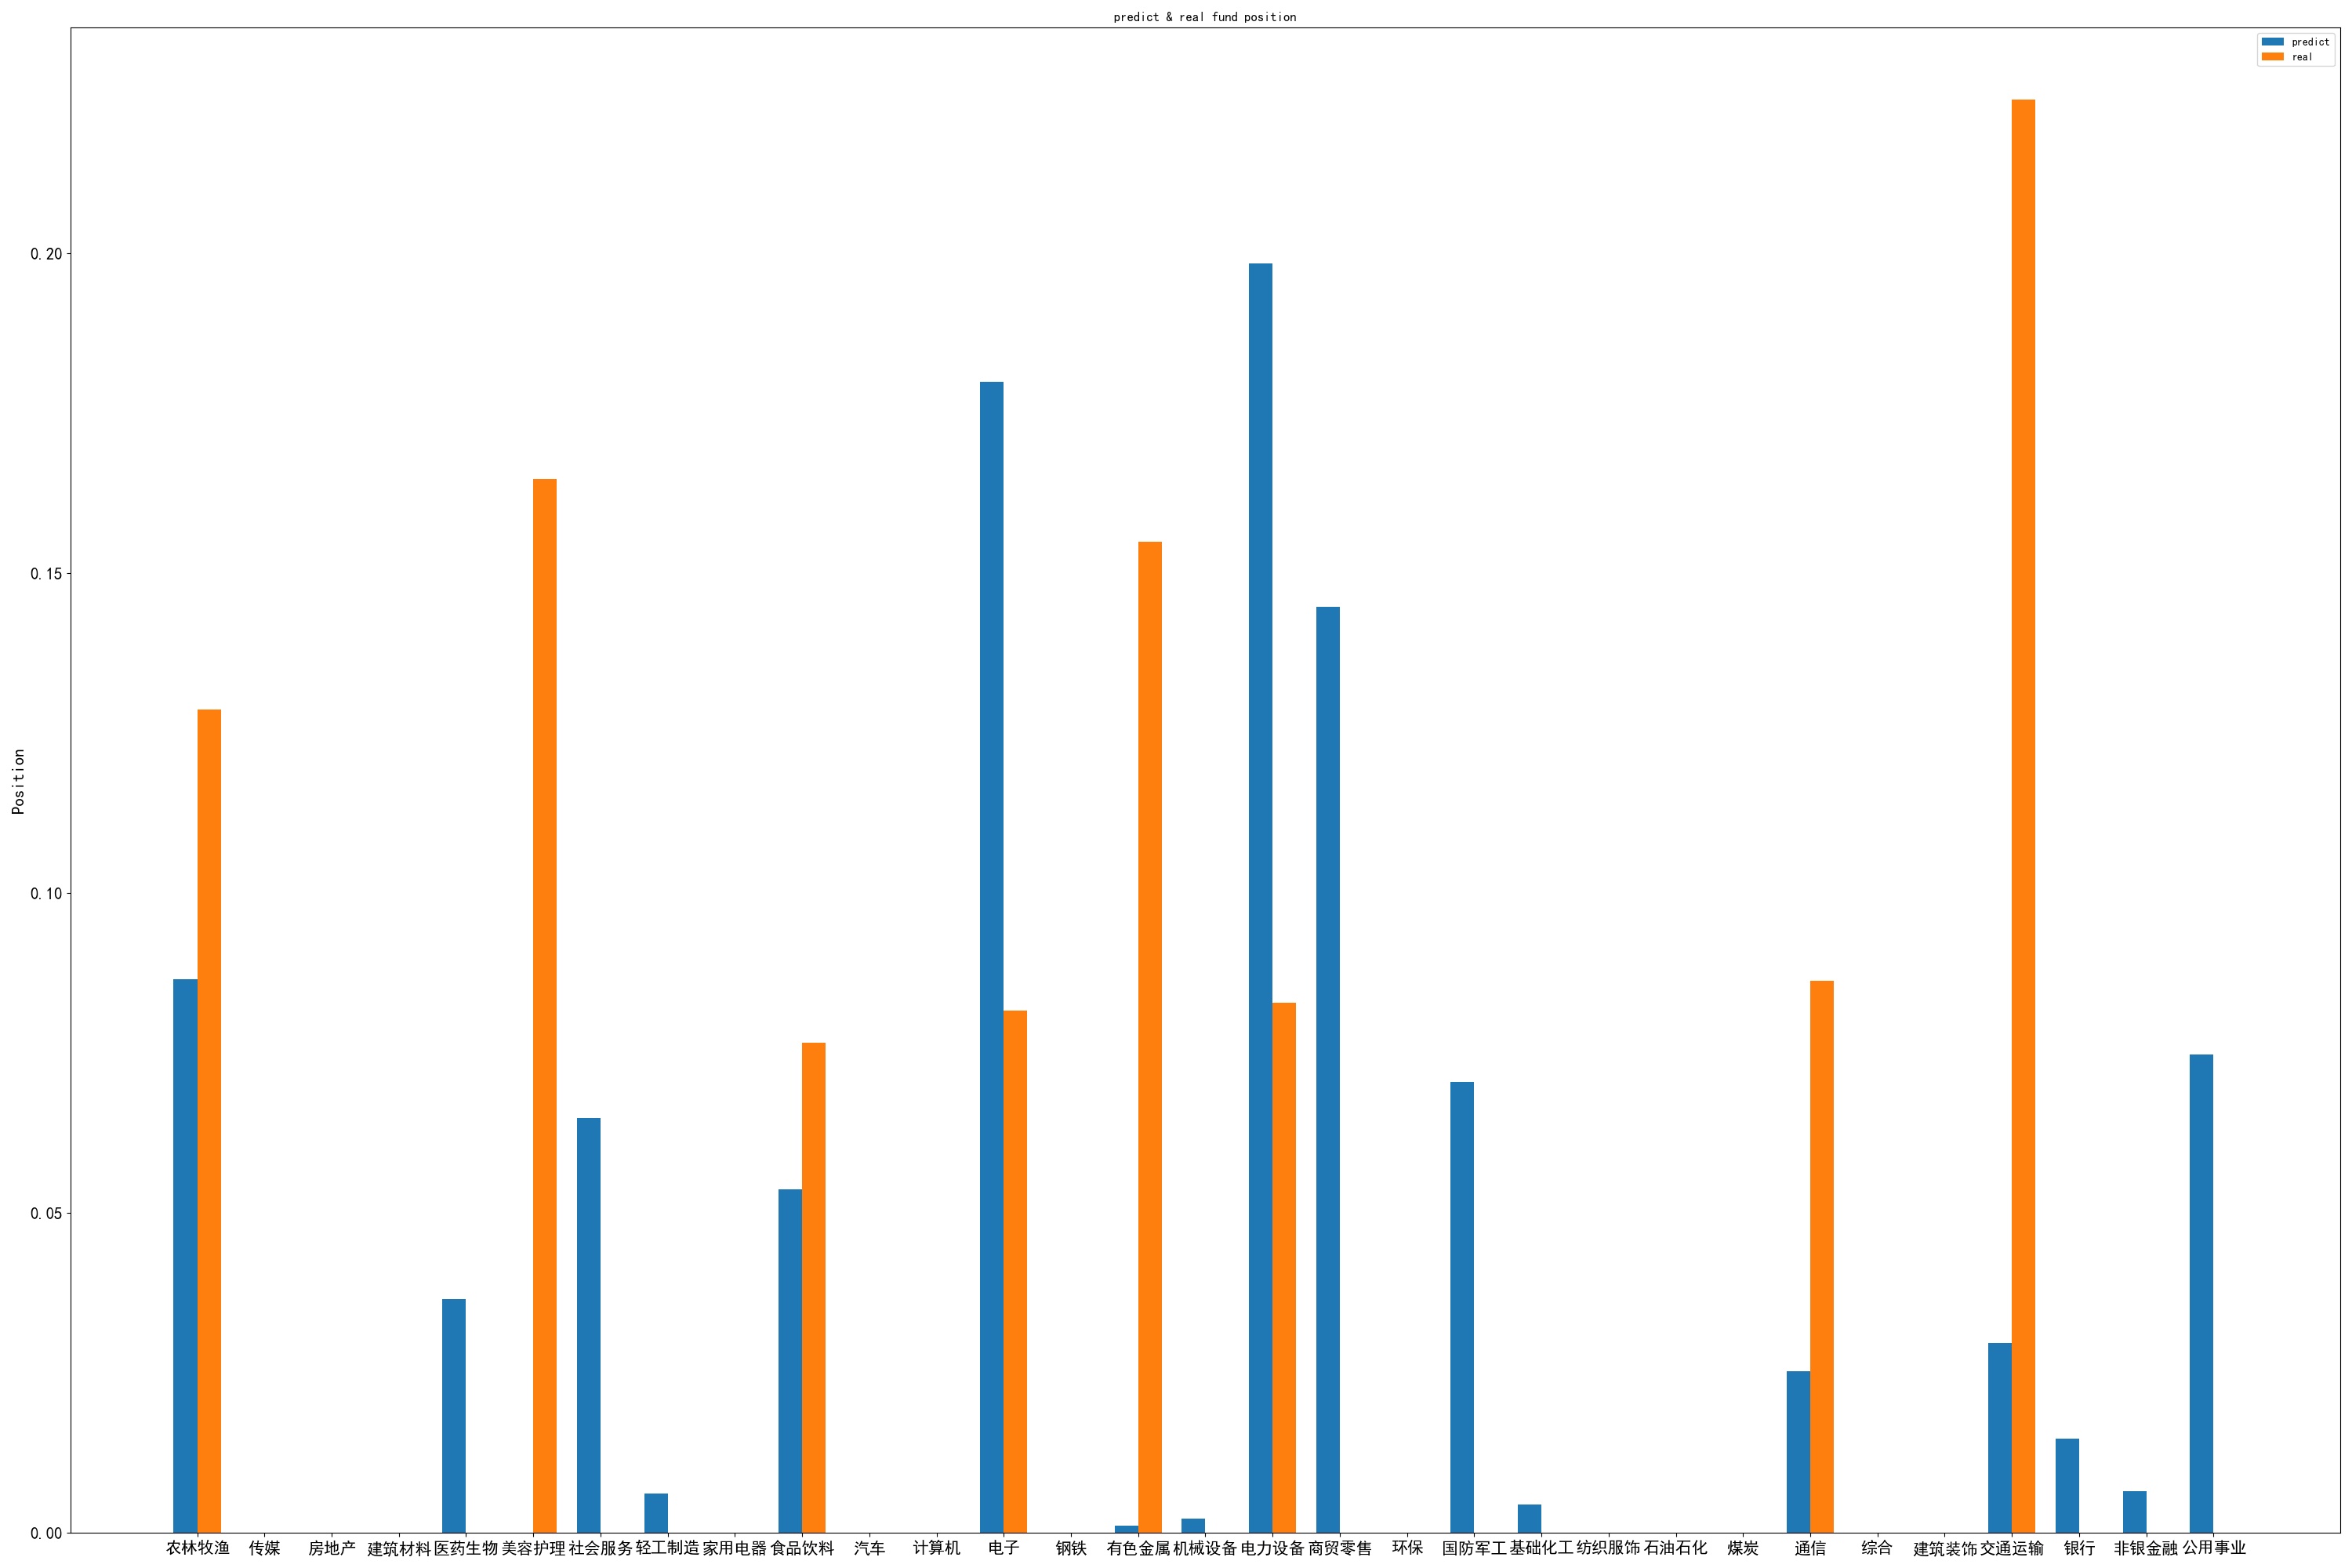 predict & real fund position
predict
real
0.20
0.15
0.10
0.05
0.00
Position
农林牧渔 传媒 房地产 建筑材料 医药生物 美容护理 社会服务 轻工制造 家用电器 食品饮料 汽车 计算机 电子 钢铁 有色金属 机械设备 电力设备 商贸零售 环保 国防军工 基础化工 纺织服饰 石油石化 煤炭 通信 综合 建筑装饰 交通运输 银行 非银金融 公用事业